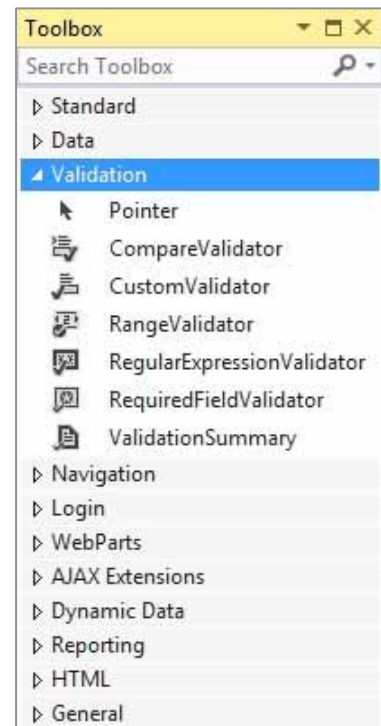 Toolbox
Search Toolbox
Standard
Data
Validation
Pointer
CompareValidator
CustomValidator
RangeValidator
RegularExpressionValidator
RequiredFieldValidator
ValidationSummary
Navigation
Login
WebParts
AJAX Extensions
Dynamic Data
Reporting
HTML
General